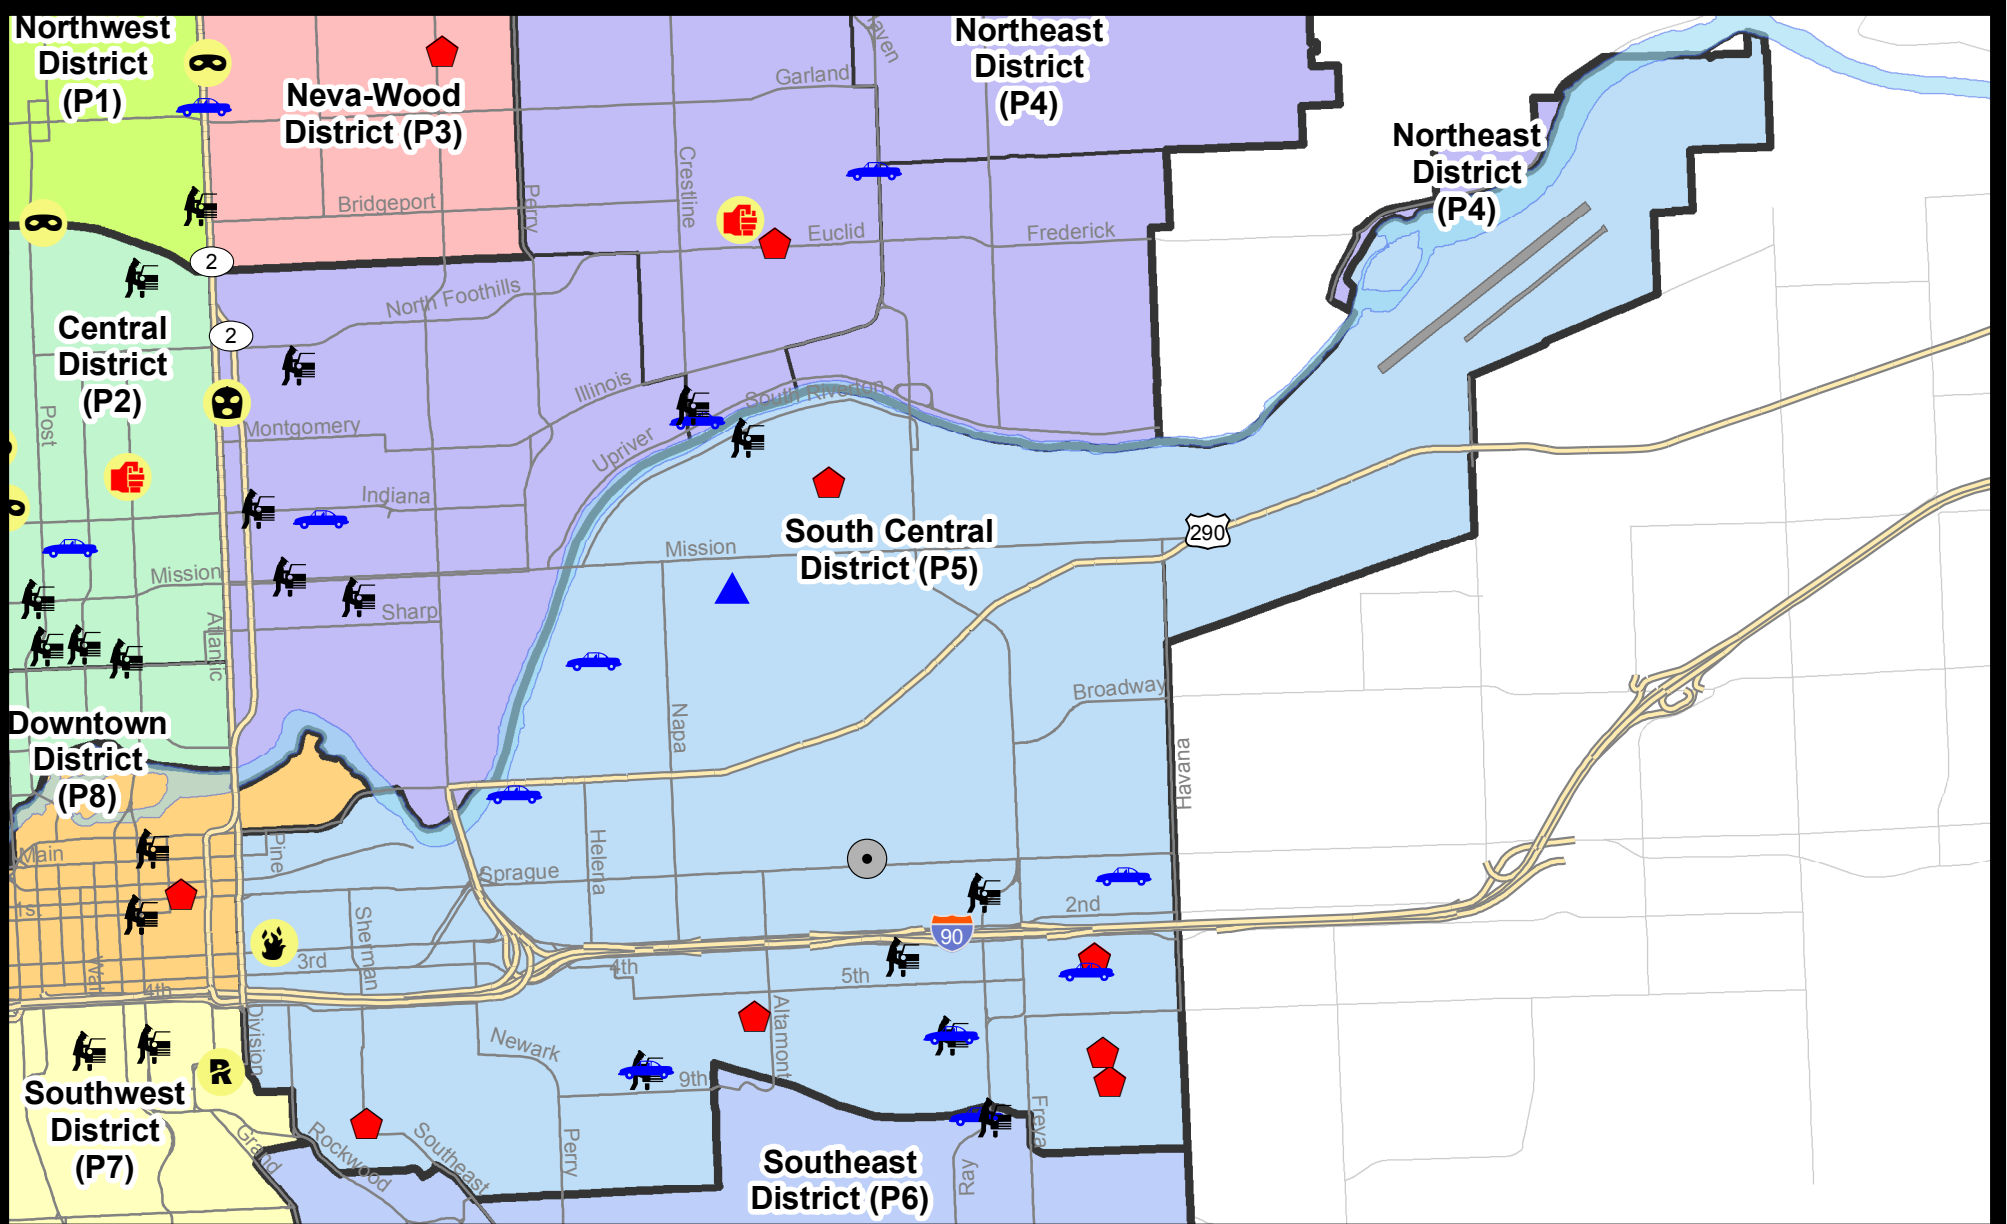 Northwest
District
(P1)
Neva-Wood
District (P3)
Northeast
District
(P4)
Garland
Northeast
District
(P4)
Crestline
Bridgeport
Perry
Euclid
Frederick
2
North Foothills
2
Central
District
(P2)
Illinois
South Riverton
Post
Montgomery
Upriver
Indiana
South Central
District (P5)
290
Mission
Mission
Sharp
Atlantic
Broadway
Napa
Havana
Downtown
District
(P8)
Main
Pine
Sprague
Helena
1s
2nd
Sherman
90
3rd
4th
5th
Wall
4th
Altamont
Division
Newark
9th
Southwest
District
(P7)
Grand
Rockwood
Southeast
Perry
Freya
Ray
Southeast
District (P6)